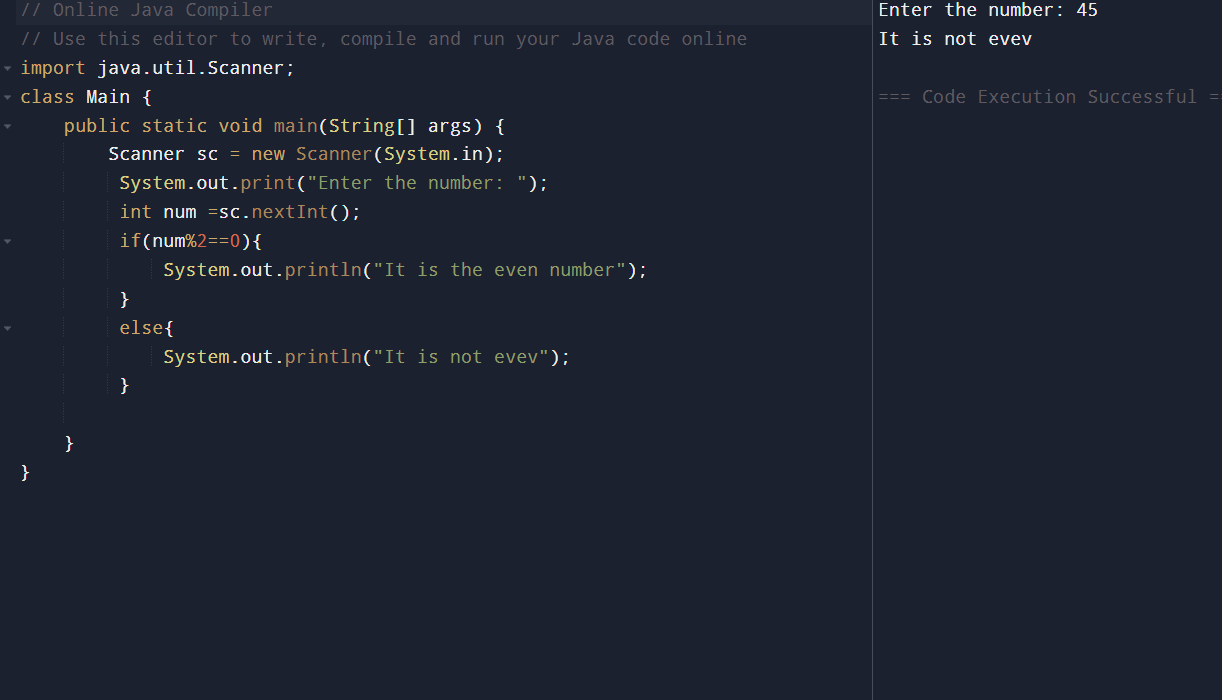 // Online Java Compiler
// Use this editor to write, compile and run your Java code online
import java.util.Scanner;
class Main {
    public static void main(String[] args) {
        Scanner sc = new Scanner(System.in);
         System.out.print("Enter the number: ");
         int num =sc.nextInt();
         if(num%2==0){
             System.out.println("It is the even number");
         }
         else{
             System.out.println("It is not evev");
         }
    }
}
Enter the number: 45
It is not evev
=== Code Execution Successful =